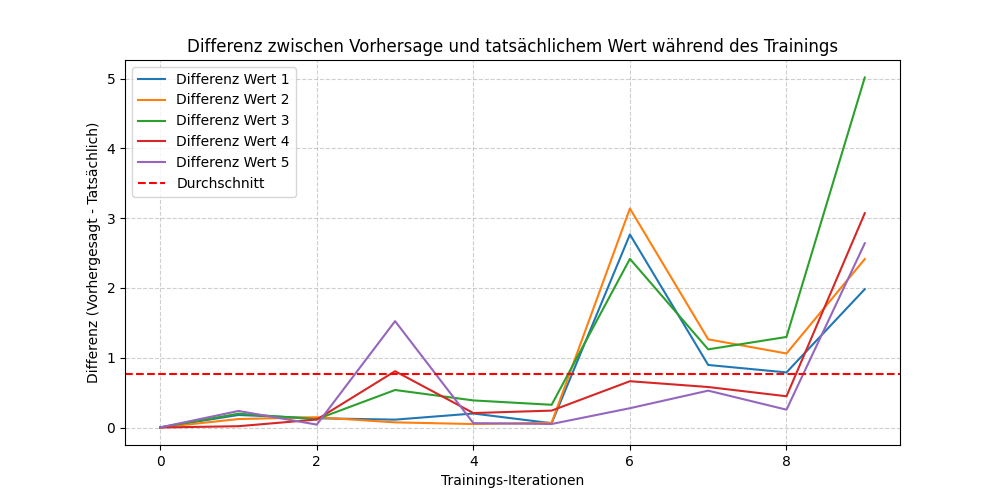 Differenz zwischen Vorhersage und tatsächlichem Wert während des Trainings
Differenz (Vorhergesagt - Tatsächlich)
5
4
3
2
1
0
Differenz Wert 1
Differenz Wert 2
Differenz Wert 3
Differenz Wert 4
Differenz Wert 5
Durchschnitt
0 2 4 6 8
Trainings-Iterationen